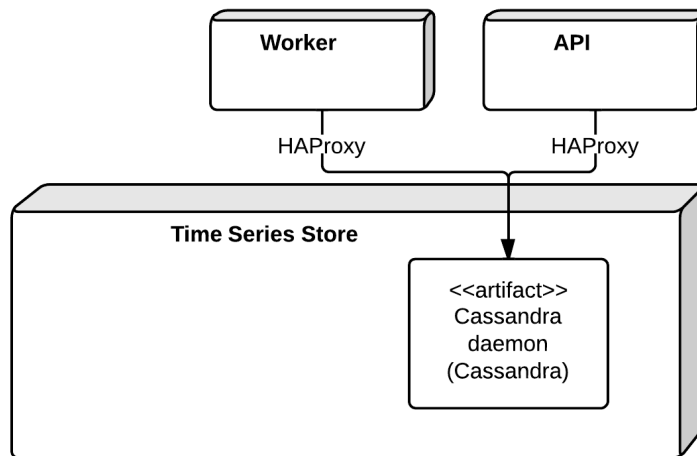 Worker
API
HAProxy
HAProxy
Time Series Store
<<artifact>>
Cassandra
daemon
(Cassandra)